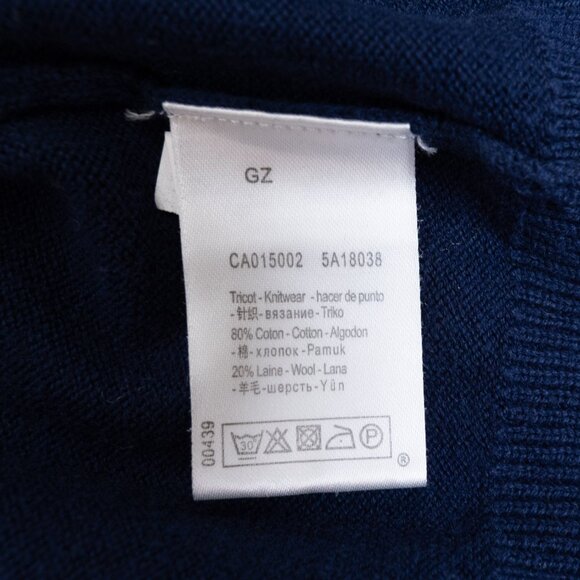 GZ
CA015002 5A18038
Tricot - Knitwear - hacer de punto
- 针织 - вязание - Triko
80% Coton - Cotton - Algodon
- 棉 - хлопок - Pamuk
20% Laine - Wool - Lana
- 羊毛 - шерсть - Yün
00439
30 P ®